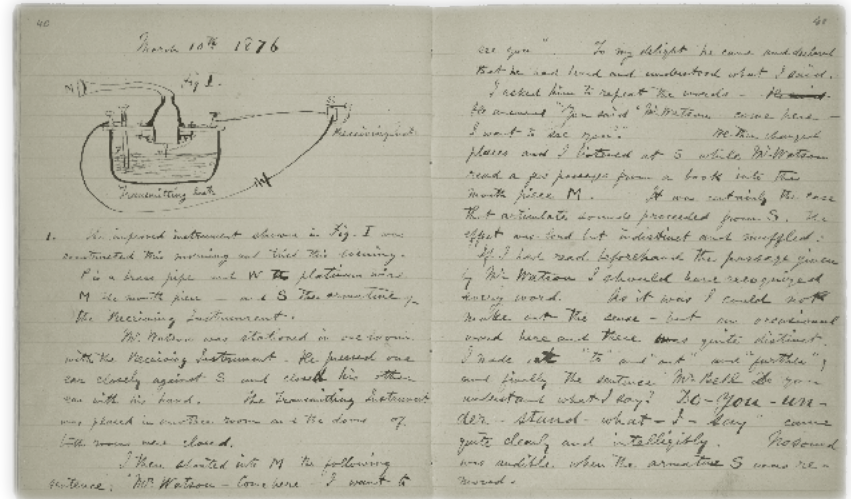 40
March 10th 1876
Fig 1.
M
S
Receiving Inst.
P
W
Transmitting Inst
1. The improved instrument shown in Fig. I was
constructed this morning and tried this evening.
P is a brass pipe and W the platinum wire
M the mouth piece — and S the armature of
the Receiving Instrument.
Mr. Watson was stationed in one room
with the Receiving Instrument. He pressed one
ear closely against S and closed his other
ear with his hand. The Transmitting Instrument
was placed in another room and the doors of
both rooms were closed.
I then shouted into M the following
sentence: "Mr. Watson – Come here – I want to
41
see you". To my delight he came and declared
that he had heard and understood what I said.
I asked him to repeat the words – He said
He answered "You said 'Mr. Watson – come here –
I want to see you'." We then changed
places and I listened at S while Mr. Watson
read a few passages from a book into the
mouth piece M. It was certainly the case
that articulate sounds proceeded from S. The
effect was loud but indistinct and muffled.
If I had read beforehand the passage given
by Mr. Watson I should have recognized
every word. As it was I could not
make out the sense – but an occasional
word here and there was quite distinct.
I made out "to" and "out" and "further";
and finally the sentence "Mr. Bell Do you
understand what I say? Do – you – un –
der – stand – what – I – say" came
quite clearly and intelligibly. No sound
was audible when the armature S was re-
moved.